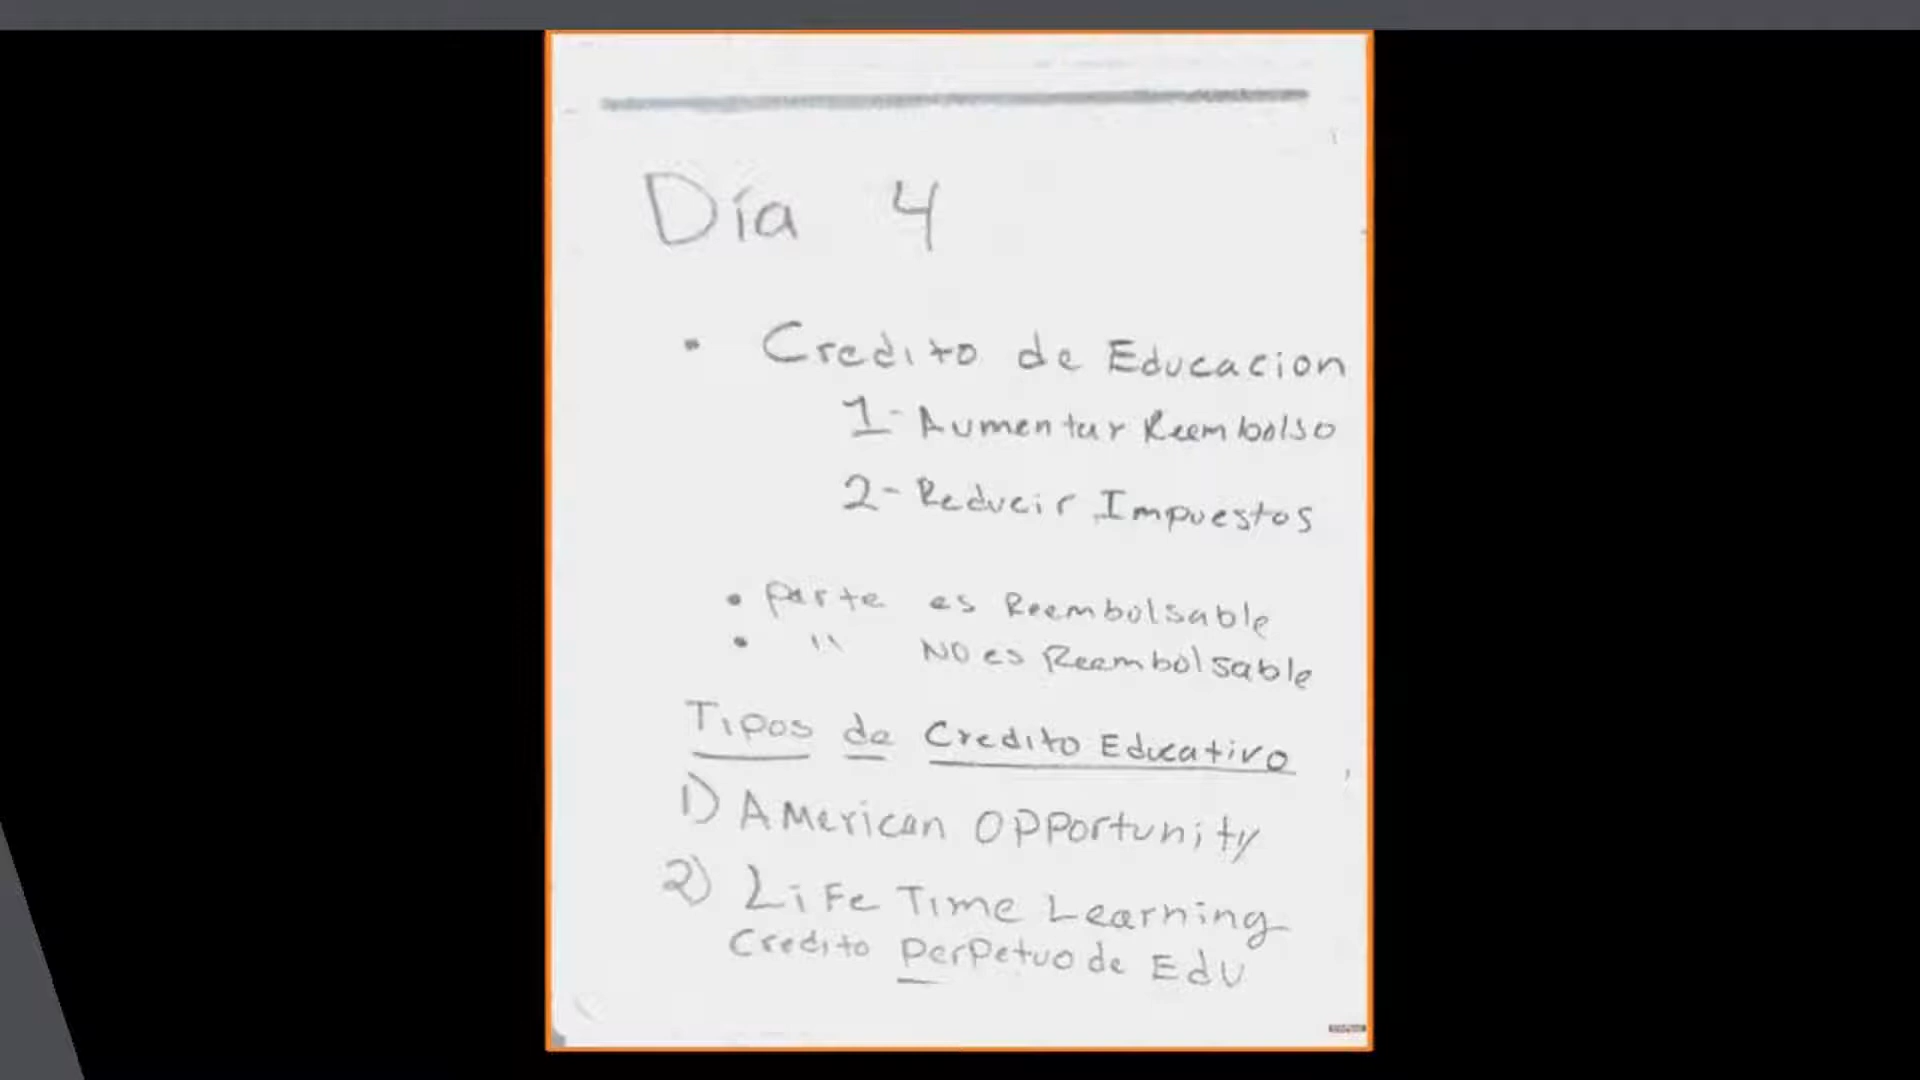 Día 4
• Credito de Educacion
1- Aumentar Reembolso
2- Reducir Impuestos
• parte es Reembolsable
• " NO es Reembolsable
Tipos de Credito Educativo
1) American Opportunity
2) Life Time Learning
Credito perpetuo de Edu